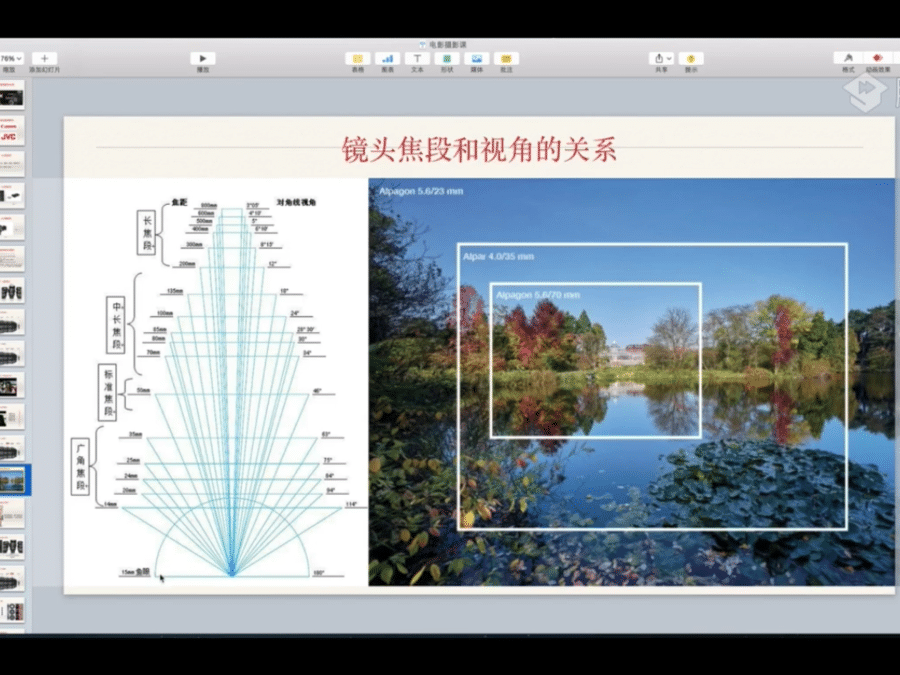 电影摄影课
76%
缩放
添加幻灯片
播放
表格
图表
文本
形状
媒体
批注
共享
提示
格式
动画效果
Canon
JVC
镜头焦段和视角的关系
焦距
对角线视角
长焦段
800mm
3°05'
600mm
4°10'
500mm
5°
400mm
6°10'
300mm
8°15'
200mm
12°
中长焦段
135mm
18°
100mm
24°
85mm
28°30'
80mm
30°
70mm
34°
标准焦段
50mm
46°
广角焦段
35mm
63°
25mm
24mm
84°
20mm
94°
14mm
114°
15mm 鱼眼
180°
Alpagon 5.6/23 mm
Alpar 4.0/35 mm
Alpagon 5.6/70 mm